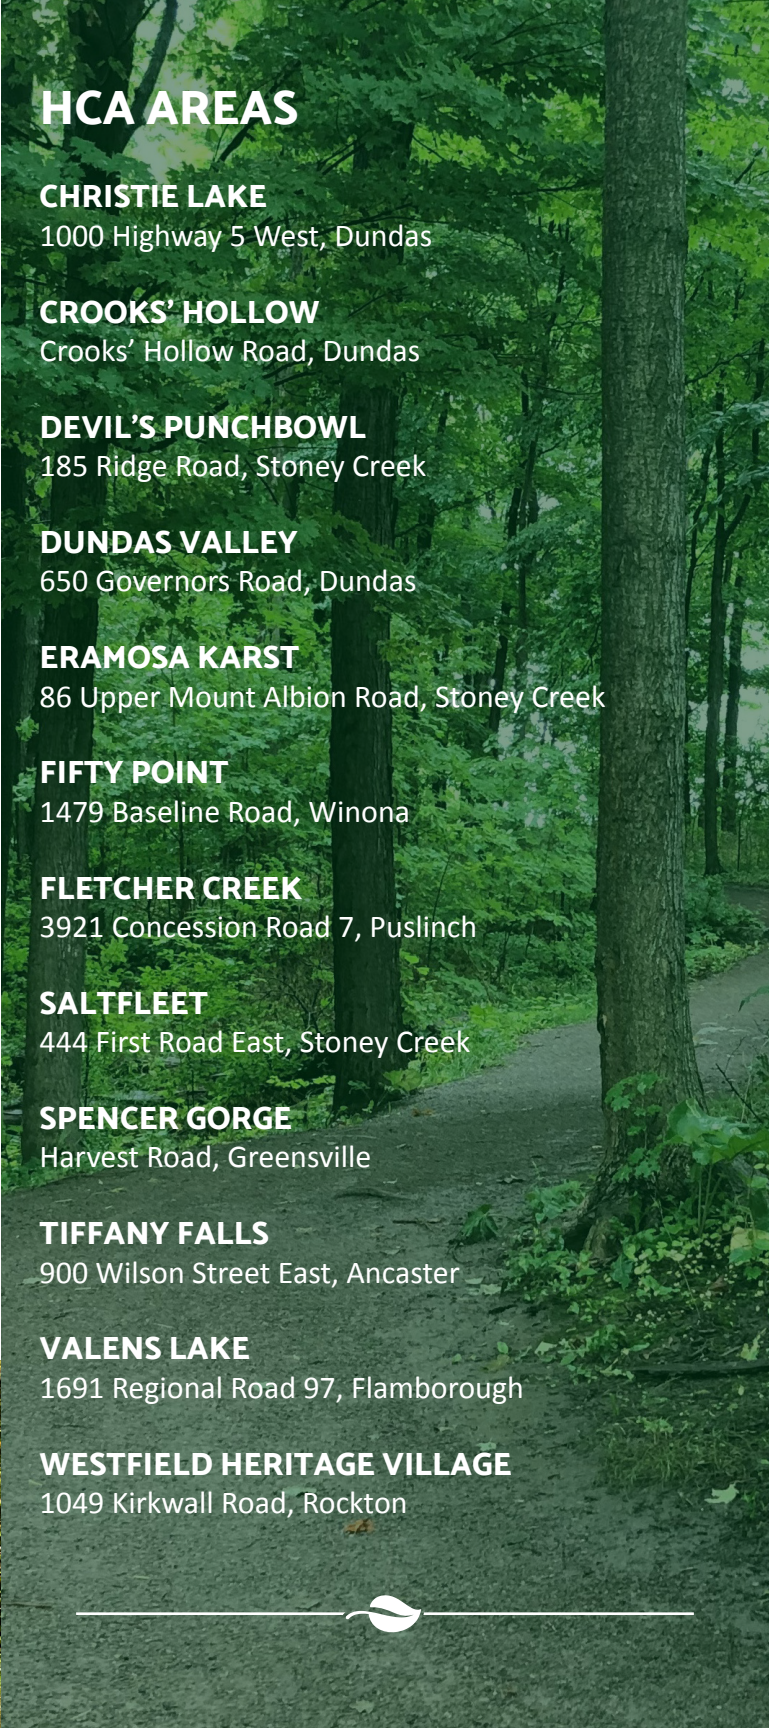 HCA AREAS
CHRISTIE LAKE
1000 Highway 5 West, Dundas
CROOKS’ HOLLOW
Crooks’ Hollow Road, Dundas
DEVIL’S PUNCHBOWL
185 Ridge Road, Stoney Creek
DUNDAS VALLEY
650 Governors Road, Dundas
ERAMOSA KARST
86 Upper Mount Albion Road, Stoney Creek
FIFTY POINT
1479 Baseline Road, Winona
FLETCHER CREEK
3921 Concession Road 7, Puslinch
SALTFLEET
444 First Road East, Stoney Creek
SPENCER GORGE
Harvest Road, Greensville
TIFFANY FALLS
900 Wilson Street East, Ancaster
VALENS LAKE
1691 Regional Road 97, Flamborough
WESTFIELD HERITAGE VILLAGE
1049 Kirkwall Road, Rockton